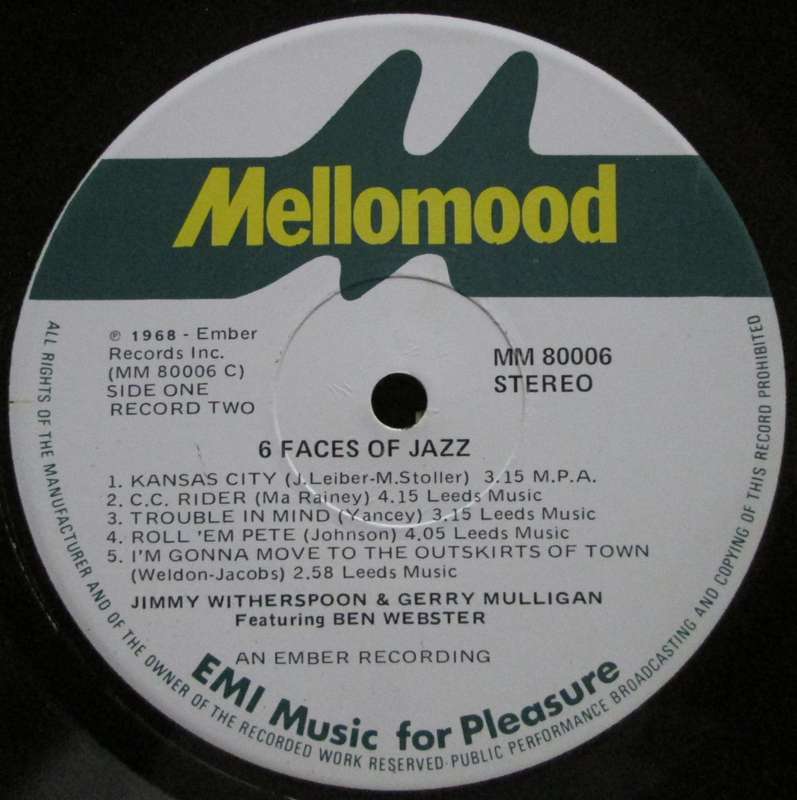 Mellomood
℗ 1968 - Ember
Records Inc.
(MM 80006 C)
SIDE ONE
RECORD TWO
MM 80006
STEREO
6 FACES OF JAZZ
1. KANSAS CITY (J.Leiber-M.Stoller) 3.15 M.P.A.
2. C.C. RIDER (Ma Rainey) 4.15 Leeds Music
3. TROUBLE IN MIND (Yancey) 3.15 Leeds Music
4. ROLL 'EM PETE (Johnson) 4.05 Leeds Music
5. I'M GONNA MOVE TO THE OUTSKIRTS OF TOWN
(Weldon-Jacobs) 2.58 Leeds Music
JIMMY WITHERSPOON & GERRY MULLIGAN
Featuring BEN WEBSTER
AN EMBER RECORDING
EMI Music for Pleasure
ALL RIGHTS OF THE MANUFACTURER AND OF THE OWNER OF THE RECORDED WORK RESERVED·PUBLIC PERFORMANCE BROADCASTING AND COPYING OF THIS RECORD PROHIBITED